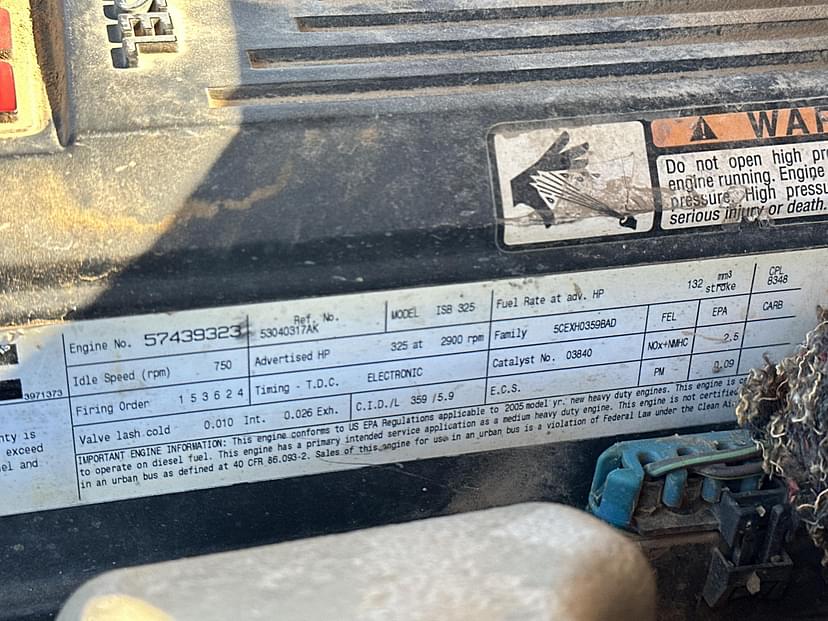 WAR
Do not open high pre
engine running. Engine
pressure. High pressu
serious injury or death.
Engine No. 57439323
Ref. No. 53040317AK
MODEL ISB 325
Fuel Rate at adv. HP 132 mm³ stroke
CPL 8348
Idle Speed (rpm) 750
Advertised HP 325 at 2900 rpm
Family 5CEXH0359BAD
FEL
EPA
CARB
Firing Order 1 5 3 6 2 4
Timing - T.D.C. ELECTRONIC
Catalyst No. 03840
NOx+NMHC 2.5
Valve lash cold 0.010 Int. 0.026 Exh.
C.I.D./L 359 / 5.9
E.C.S.
PM 0.09
IMPORTANT ENGINE INFORMATION: This engine conforms to US EPA Regulations applicable to 2005 model yr. new heavy duty engines. This engine is ce
to operate on diesel fuel. This engine has a primary intended service application as a medium heavy duty engine. This engine is not certified
in an urban bus as defined at 40 CFR 86.093-2. Sales of this engine for use in an urban bus is a violation of Federal Law under the Clean Air
3971373
nty is
exceed
el and